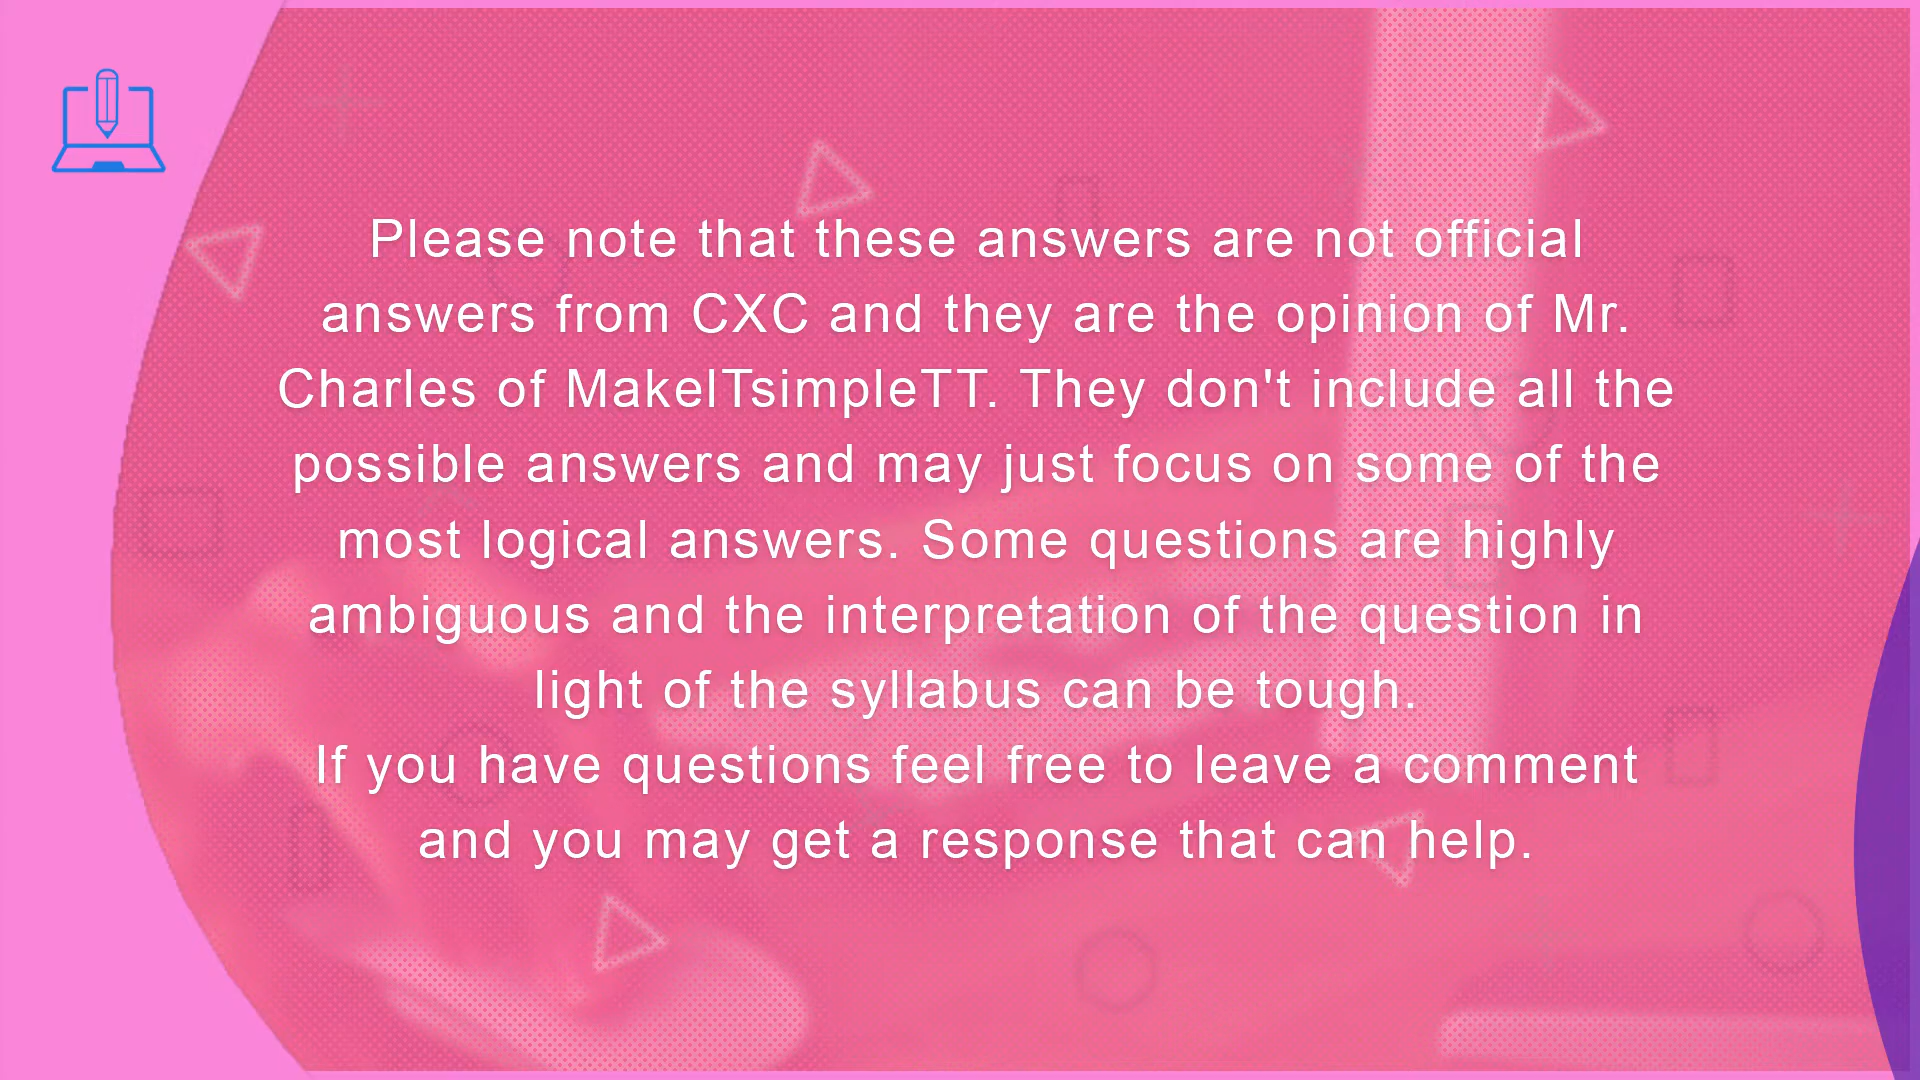 Please note that these answers are not official
answers from CXC and they are the opinion of Mr.
Charles of MakeITsimpleTT. They don't include all the
possible answers and may just focus on some of the
most logical answers. Some questions are highly
ambiguous and the interpretation of the question in
light of the syllabus can be tough.
If you have questions feel free to leave a comment
and you may get a response that can help.